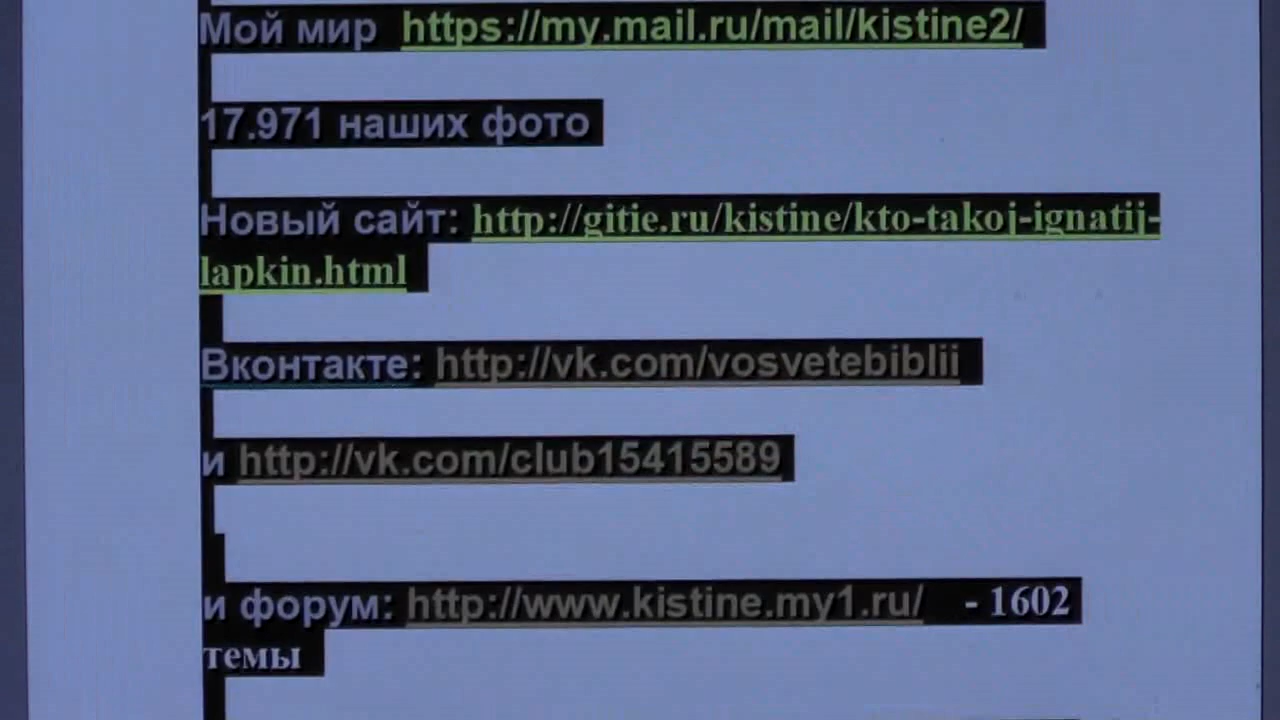 Мой мир https://my.mail.ru/mail/kistine2/
17.971 наших фото
Новый сайт: http://gitie.ru/kistine/kto-takoj-ignatij-
lapkin.html
Вконтакте: http://vk.com/vosvetebiblii
и http://vk.com/club15415589
и форум: http://www.kistine.my1.ru/ - 1602
темы